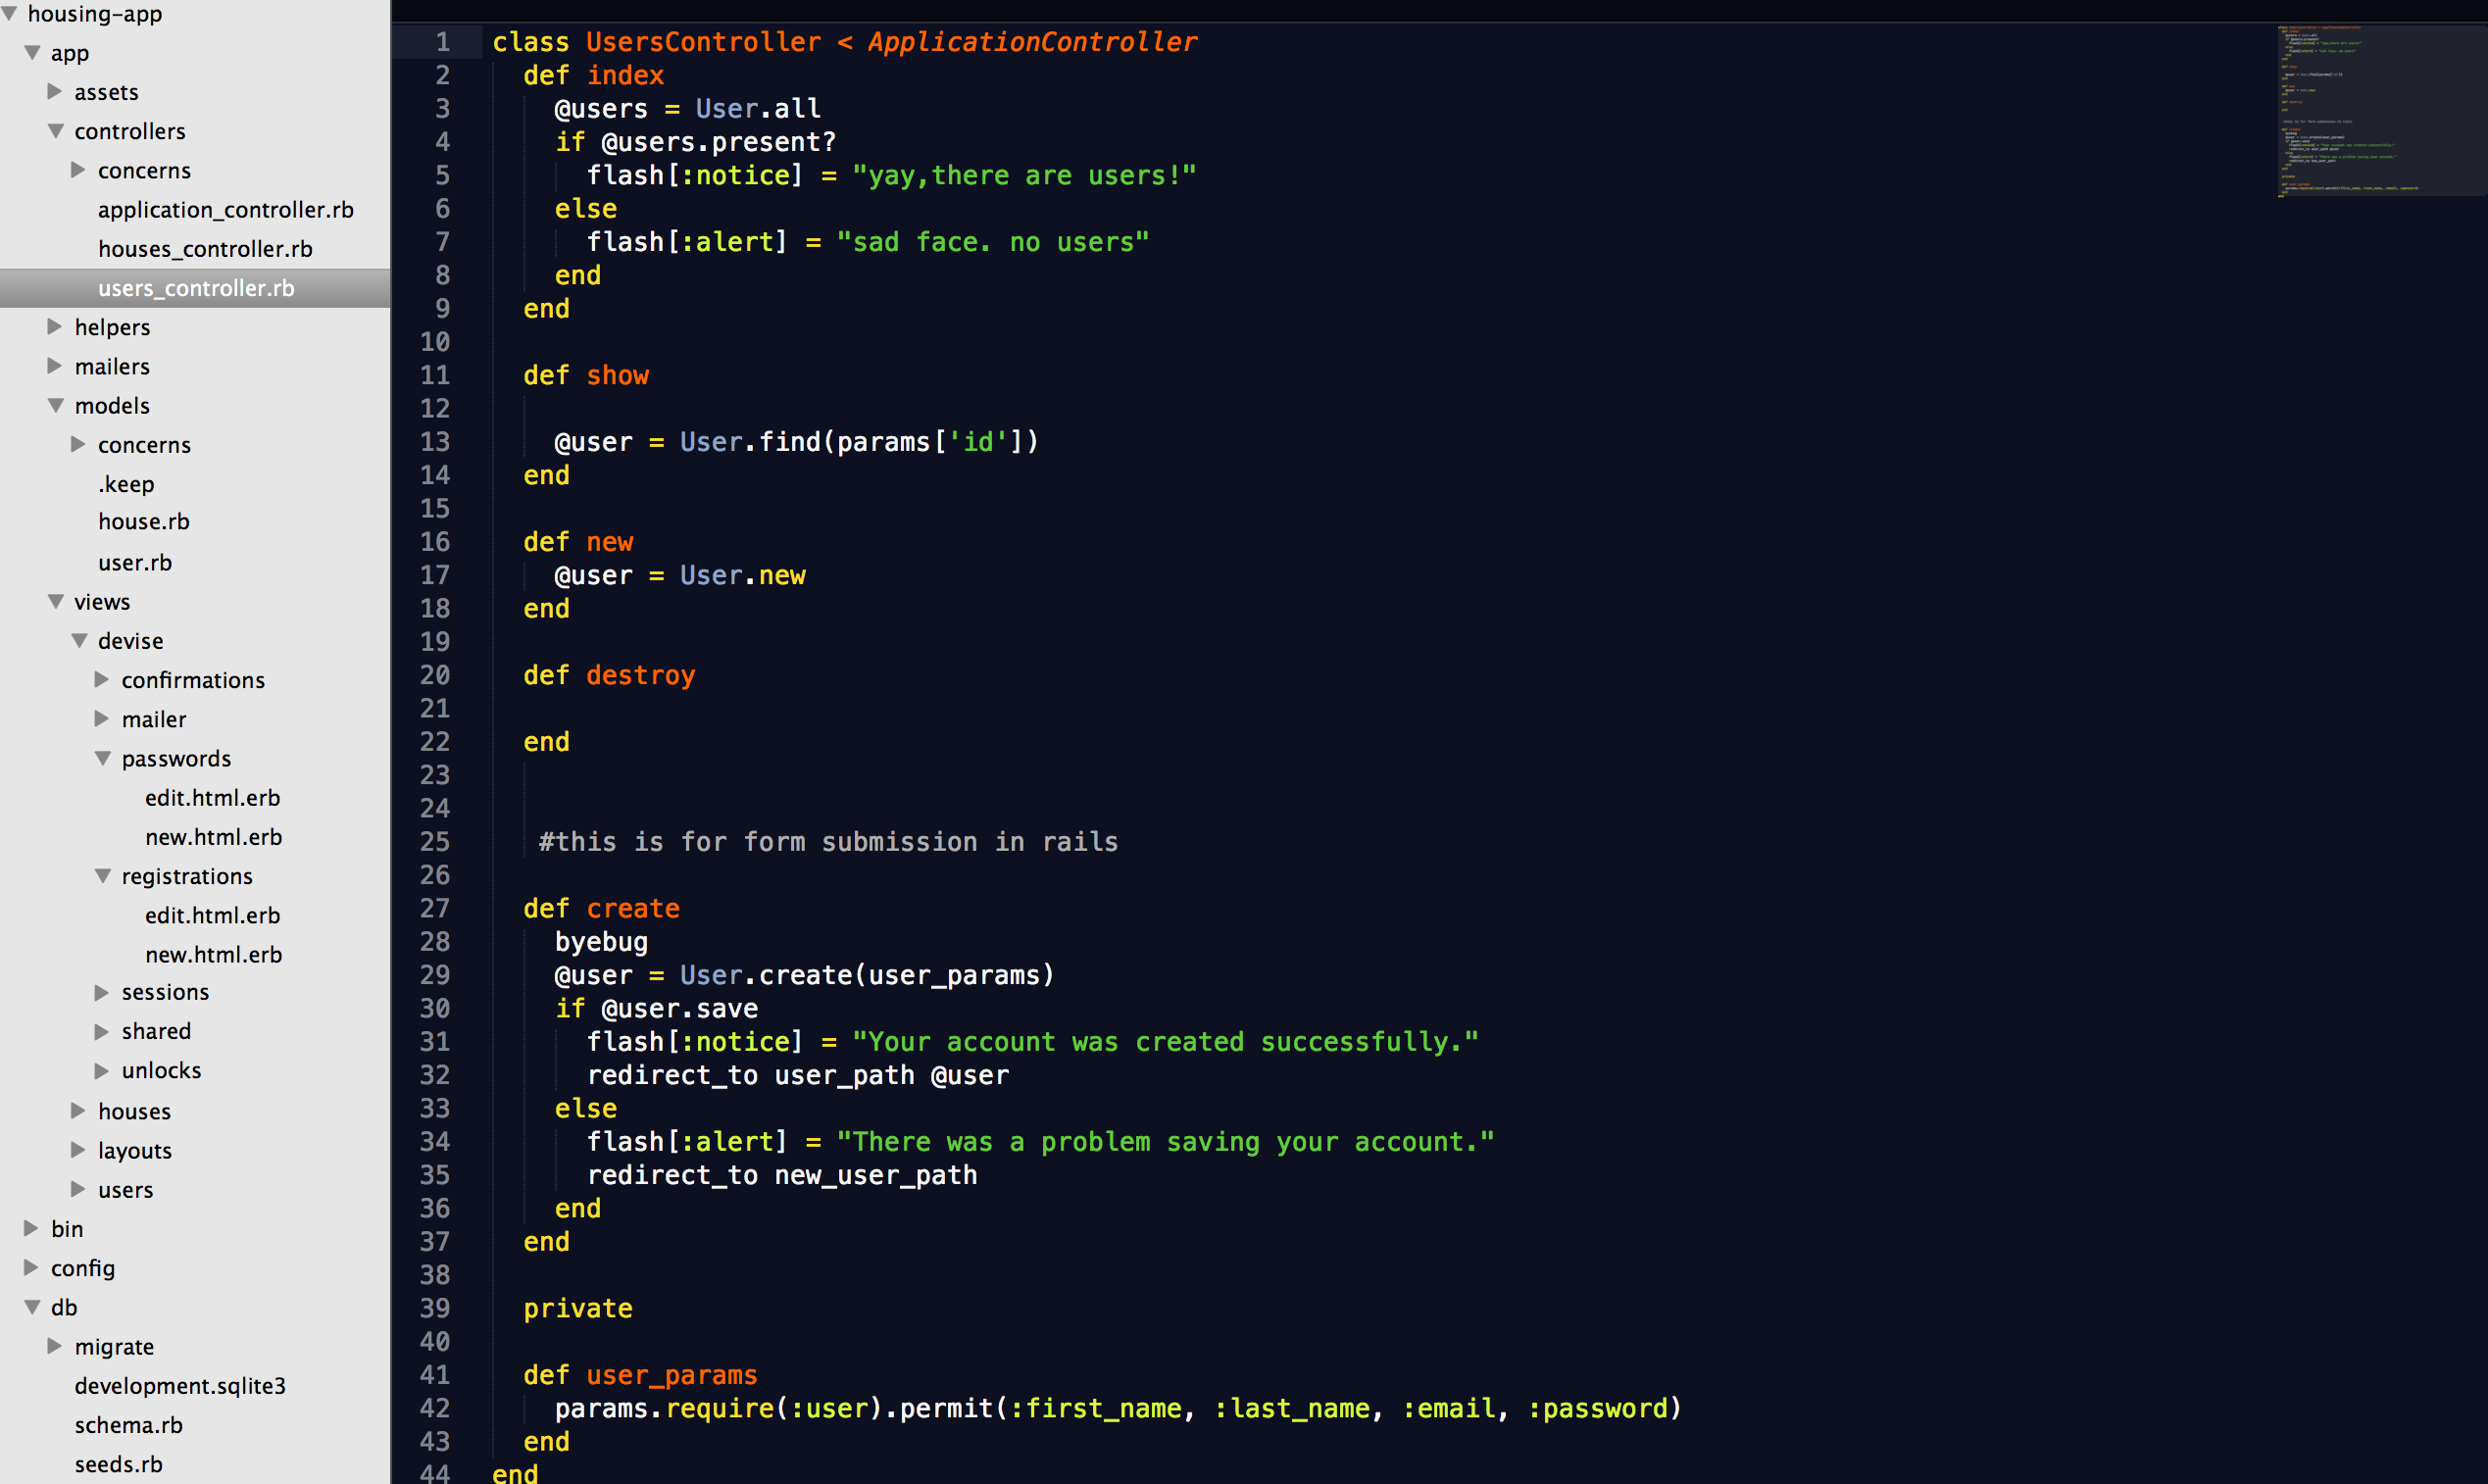 housing-app
app
assets
controllers
concerns
application_controller.rb
houses_controller.rb
users_controller.rb
helpers
mailers
models
concerns
.keep
house.rb
user.rb
views
devise
confirmations
mailer
passwords
edit.html.erb
new.html.erb
registrations
edit.html.erb
new.html.erb
sessions
shared
unlocks
houses
layouts
users
bin
config
db
migrate
development.sqlite3
schema.rb
seeds.rb
1 class UsersController < ApplicationController
2 def index
3 @users = User.all
4 if @users.present?
5 flash[:notice] = "yay,there are users!"
6 else
7 flash[:alert] = "sad face. no users"
8 end
9 end
10
11 def show
12
13 @user = User.find(params['id'])
14 end
15
16 def new
17 @user = User.new
18 end
19
20 def destroy
21
22 end
23
24
25 #this is for form submission in rails
26
27 def create
28 byebug
29 @user = User.create(user_params)
30 if @user.save
31 flash[:notice] = "Your account was created successfully."
32 redirect_to user_path @user
33 else
34 flash[:alert] = "There was a problem saving your account."
35 redirect_to new_user_path
36 end
37 end
38
39 private
40
41 def user_params
42 params.require(:user).permit(:first_name, :last_name, :email, :password)
43 end
44 end